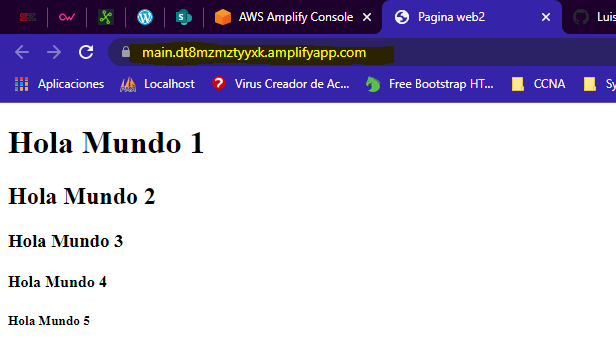 AWS Amplify Console
Pagina web2
Luis
main.dt8mzmztyyxk.amplifyapp.com
Aplicaciones
Localhost
Virus Creador de Ac...
Free Bootstrap HT...
CCNA
Sy
Hola Mundo 1
Hola Mundo 2
Hola Mundo 3
Hola Mundo 4
Hola Mundo 5